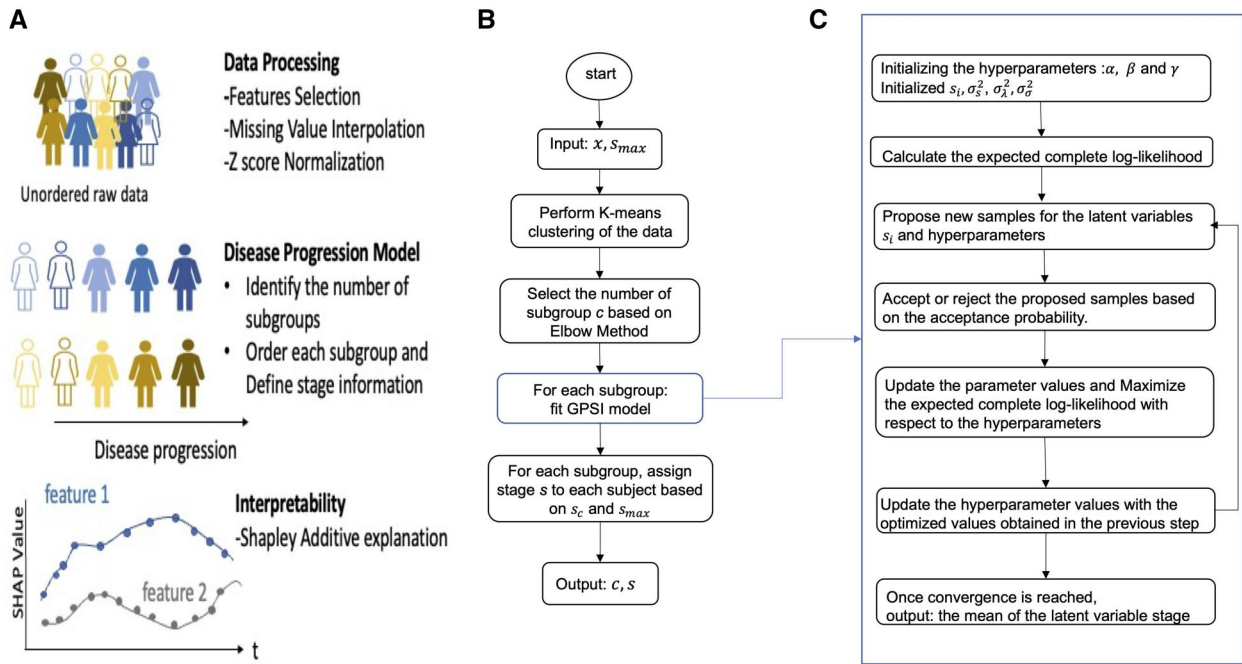 A
Data Processing
-Features Selection
-Missing Value Interpolation
-Z score Normalization
Unordered raw data
Disease Progression Model
• Identify the number of
subgroups
• Order each subgroup and
Define stage information
Disease progression
feature 1
Interpretability
-Shapley Additive explanation
SHAP Value
feature 2
t
B
start
Input: x, s_max
Perform K-means
clustering of the data
Select the number of
subgroup c based on
Elbow Method
For each subgroup:
fit GPSI model
For each subgroup, assign
stage s to each subject based
on s_c and s_max
Output: c, s
C
Initializing the hyperparameters :α, β and γ
Initialized s_i, σ_s^2, σ_λ^2, σ_σ^2
Calculate the expected complete log-likelihood
Propose new samples for the latent variables
s_i and hyperparameters
Accept or reject the proposed samples based
on the acceptance probability.
Update the parameter values and Maximize
the expected complete log-likelihood with
respect to the hyperparameters
Update the hyperparameter values with the
optimized values obtained in the previous step
Once convergence is reached,
output: the mean of the latent variable stage